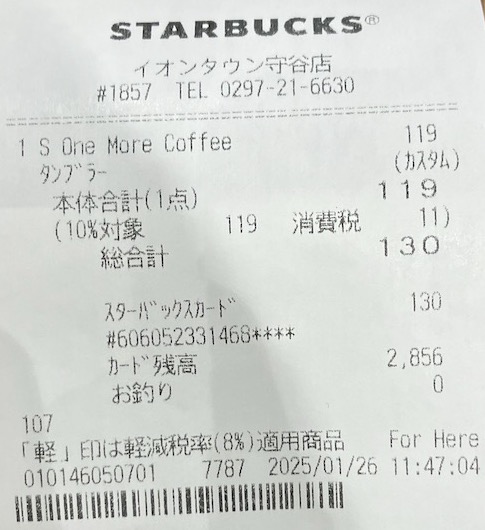 STARBUCKS®
イオンタウン守谷店
#1857 TEL 0297-21-6630
1 S One More Coffee 119
ﾀﾝﾌﾞﾗｰ (ｶｽﾀﾑ)
本体合計(1点) 119
(10%対象 119 消費税 11)
総合計 130
ｽﾀｰﾊﾞｯｸｽｶｰﾄﾞ 130
#606052331468****
ｶｰﾄﾞ残高 2,856
お釣り 0
107
「軽」印は軽減税率(8%)適用商品 For Here
010146050701 7787 2025/01/26 11:47:04